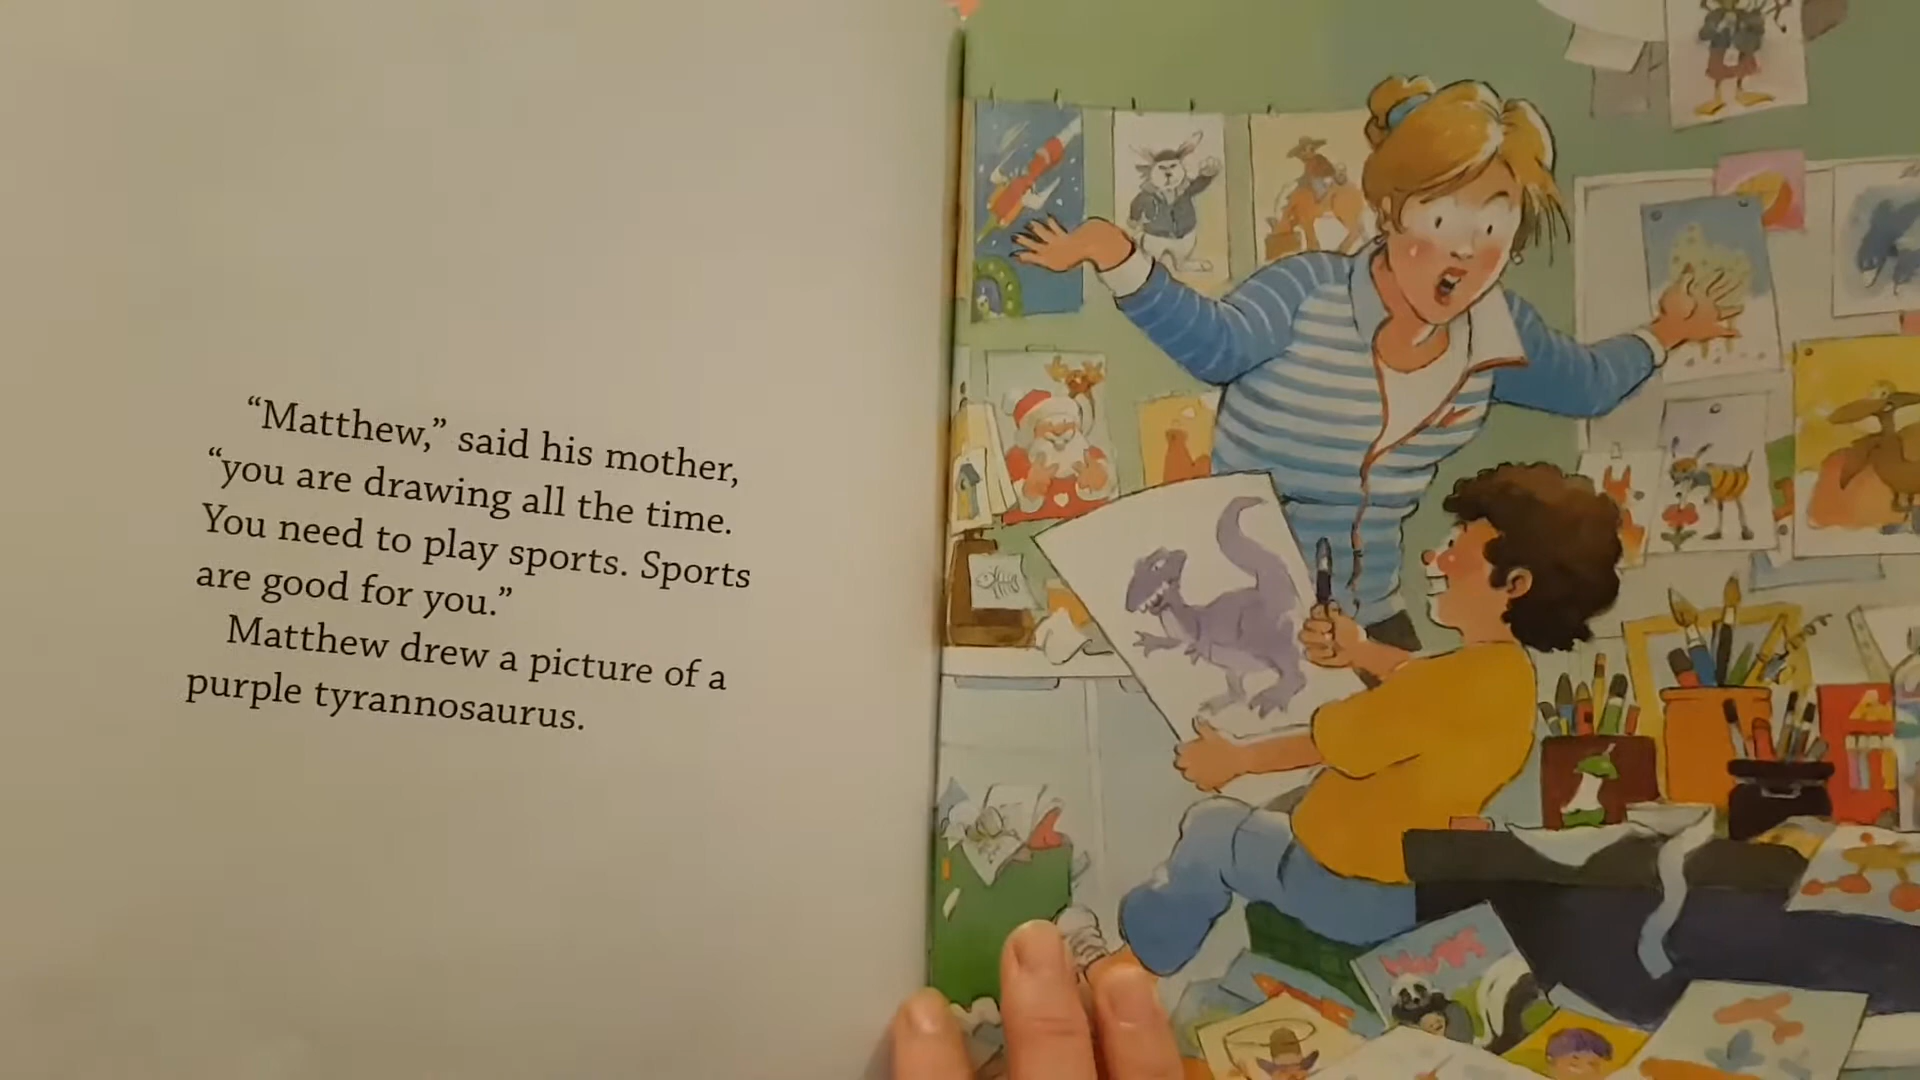 “Matthew,” said his mother,
“you are drawing all the time.
You need to play sports. Sports
are good for you.”
Matthew drew a picture of a
purple tyrannosaurus.